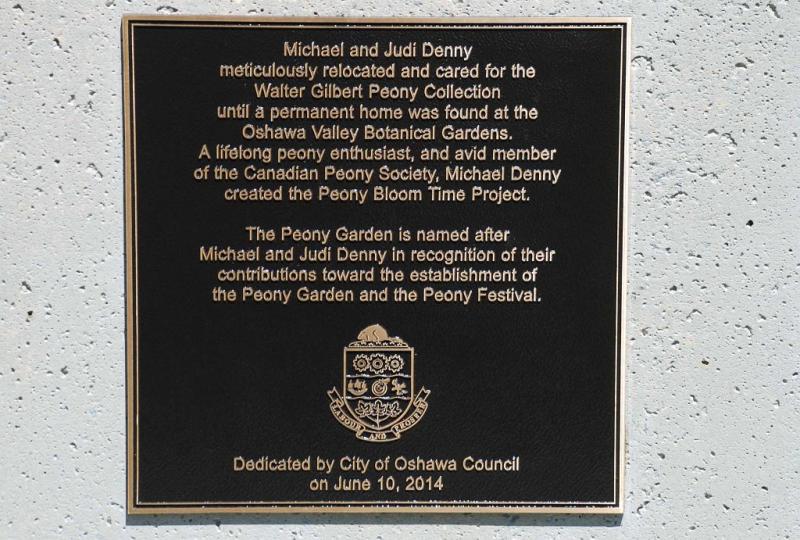 Michael and Judi Denny
meticulously relocated and cared for the
Walter Gilbert Peony Collection
until a permanent home was found at the
Oshawa Valley Botanical Gardens.
A lifelong peony enthusiast, and avid member
of the Canadian Peony Society, Michael Denny
created the Peony Bloom Time Project.
The Peony Garden is named after
Michael and Judi Denny in recognition of their
contributions toward the establishment of
the Peony Garden and the Peony Festival.
LABOUR AND PROSPER
Dedicated by City of Oshawa Council
on June 10, 2014